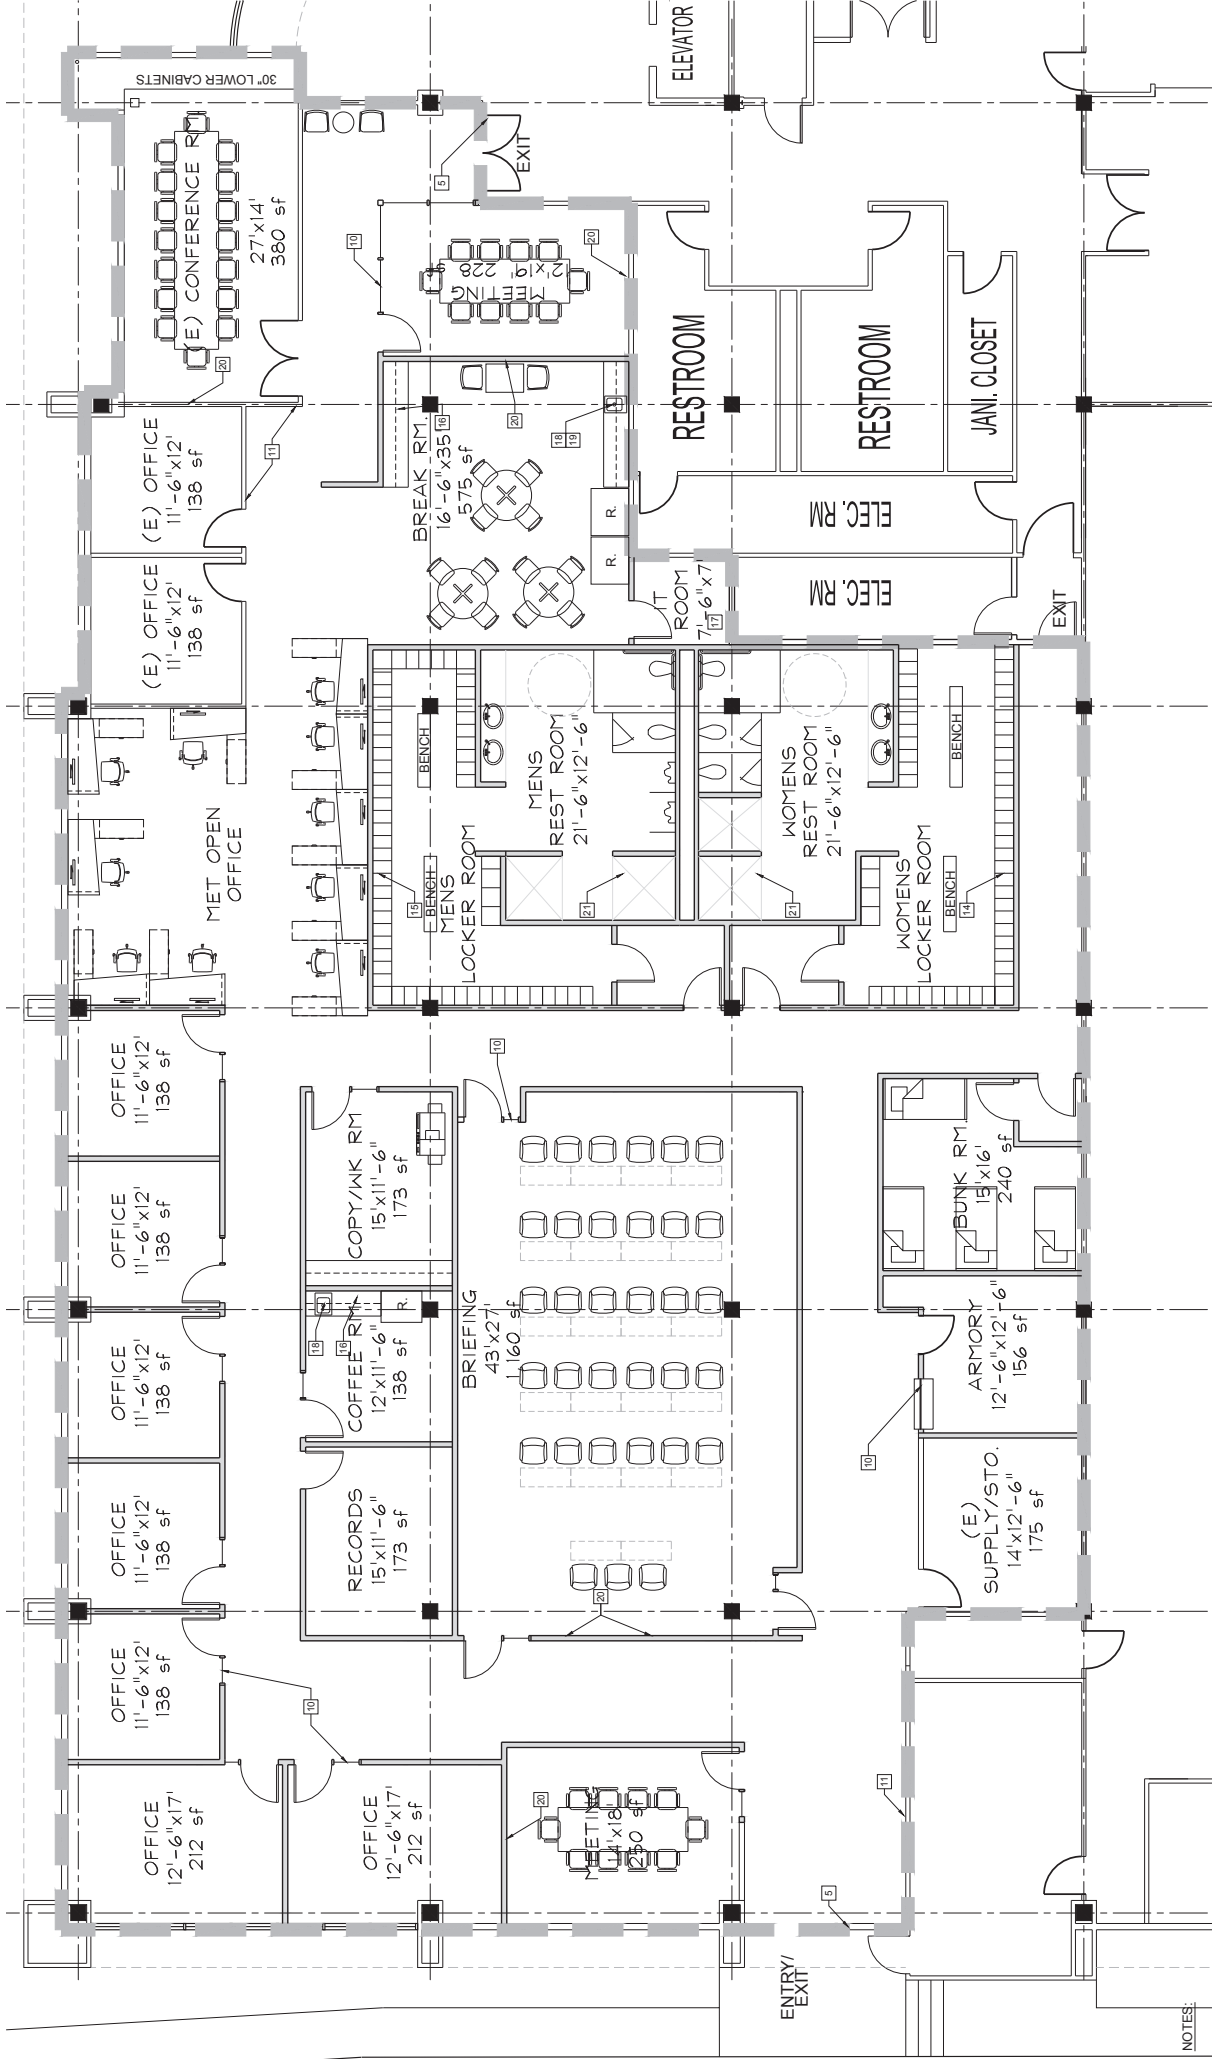 30" LOWER CABINETS
ELEVATOR
(E) CONFERENCE RM
27'x14'
380 sf
5
EXIT
10
20
MEETING
12'x19'
228 sf
20
(E) OFFICE
11'-6"x12'
138 sf
11
BREAK RM.
16'-6"x35'
575 sf
16
20
18
19
R.
R.
RESTROOM
RESTROOM
JANI. CLOSET
ELEC. RM
ELEC. RM
EXIT
(E) OFFICE
11'-6"x12'
138 sf
IT
ROOM
7'-6"x7'
17
MET OPEN
OFFICE
BENCH
MENS
REST ROOM
21'-6"x12'-6"
WOMENS
REST ROOM
21'-6"x12'-6"
BENCH
15
BENCH
MENS
LOCKER ROOM
21
21
WOMENS
LOCKER ROOM
BENCH
14
OFFICE
11'-6"x12'
138 sf
10
COPY/WK RM
15'x11'-6"
173 sf
BUNK RM.
15'x16'
240 sf
OFFICE
11'-6"x12'
138 sf
OFFICE
11'-6"x12'
138 sf
18
16
R.
COFFEE RM
12'x11'-6"
138 sf
BRIEFING
43'x27'
1,160 sf
ARMORY
12'-6"x12'-6"
156 sf
10
OFFICE
11'-6"x12'
138 sf
RECORDS
15'x11'-6"
173 sf
(E)
SUPPLY/STO.
14'x12'-6"
175 sf
20
OFFICE
11'-6"x12'
138 sf
10
OFFICE
12'-6"x17'
212 sf
OFFICE
12'-6"x17'
212 sf
20
MEETING
14'x18'
250 sf
11
5
ENTRY/
EXIT
NOTES: